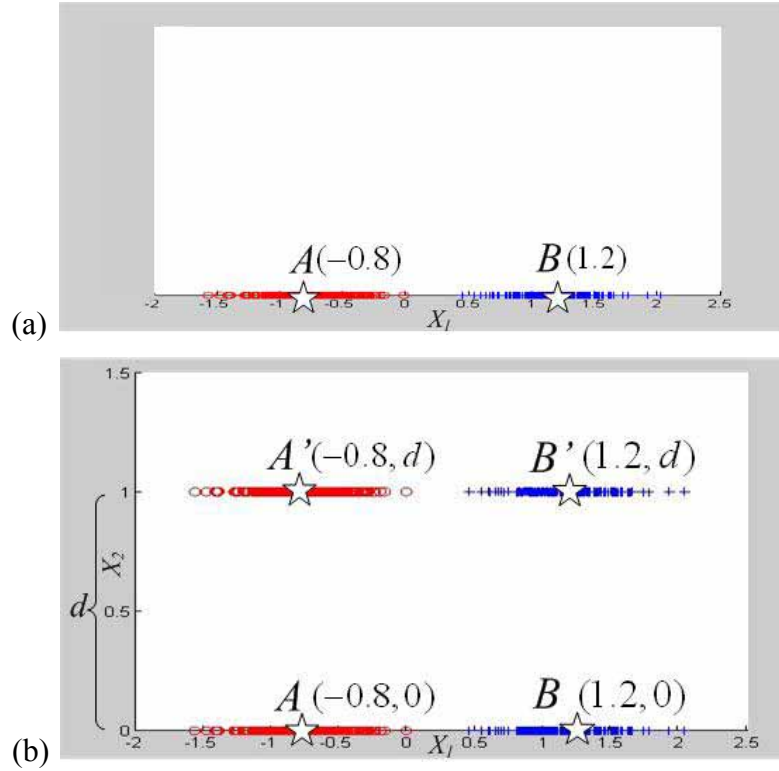 A(−0.8) B(1.2)
-2 -1.5 -1 -0.5 0 0.5 1 1.5 2 2.5
(a) X₁
1.5
A’(−0.8, d) B’(1.2, d)
1
X₂
d
0.5
A(−0.8, 0) B(1.2, 0)
0
-2 -1.5 -1 -0.5 0 0.5 1 1.5 2 2.5
(b) X₁